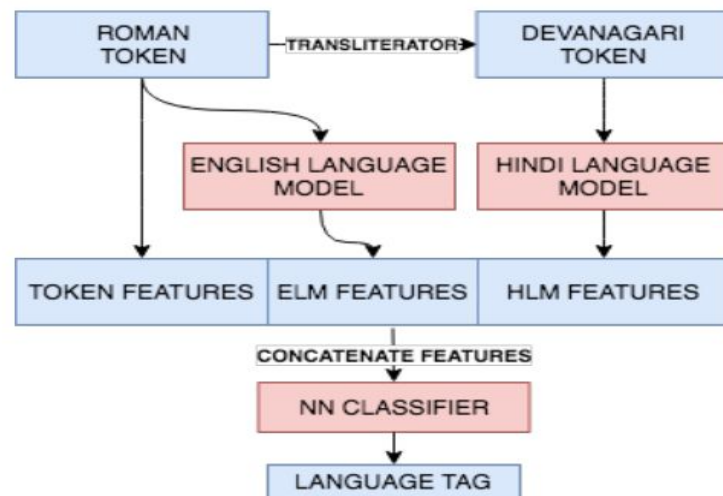 ROMAN
TOKEN
TRANSLITERATOR
DEVANAGARI
TOKEN
ENGLISH LANGUAGE
MODEL
HINDI LANGUAGE
MODEL
TOKEN FEATURES
ELM FEATURES
HLM FEATURES
CONCATENATE FEATURES
NN CLASSIFIER
LANGUAGE TAG